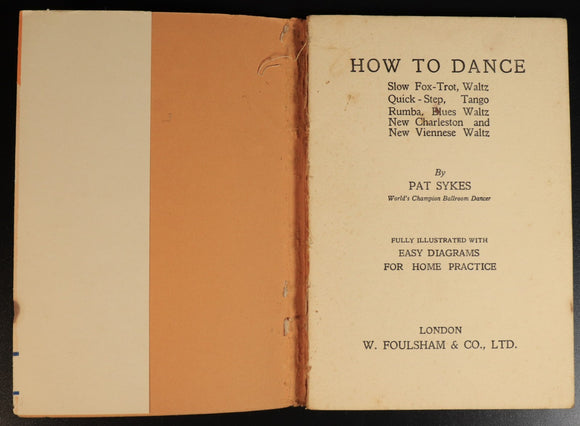 HOW TO DANCE
Slow Fox-Trot, Waltz
Quick-Step, Tango
Rumba, Blues Waltz
New Charleston and
New Viennese Waltz
By
PAT SYKES
World's Champion Ballroom Dancer
FULLY ILLUSTRATED WITH
EASY DIAGRAMS
FOR HOME PRACTICE
LONDON
W. FOULSHAM & CO., LTD.